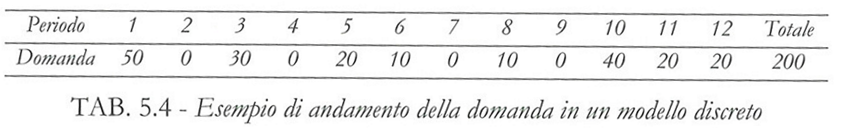 Periodo 1 2 3 4 5 6 7 8 9 10 11 12 Totale
Domanda 50 0 30 0 20 10 0 10 0 40 20 20 200
TAB. 5.4 - Esempio di andamento della domanda in un modello discreto